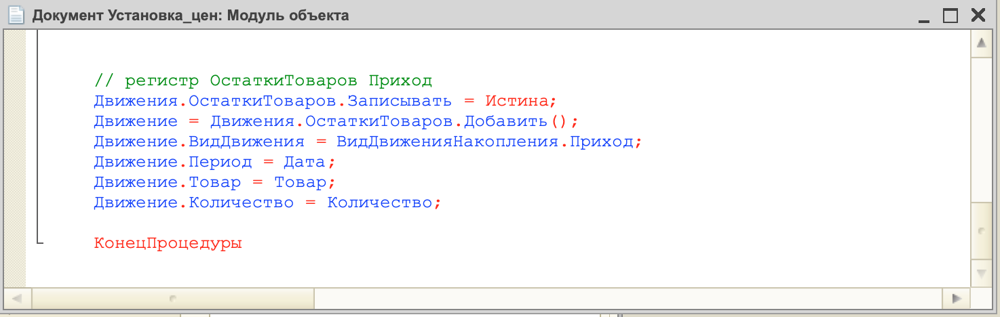 Документ Установка_цен: Модуль объекта
// регистр ОстаткиТоваров Приход
Движения.ОстаткиТоваров.Записывать = Истина;
Движение = Движения.ОстаткиТоваров.Добавить();
Движение.ВидДвижения = ВидДвиженияНакопления.Приход;
Движение.Период = Дата;
Движение.Товар = Товар;
Движение.Количество = Количество;
КонецПроцедуры